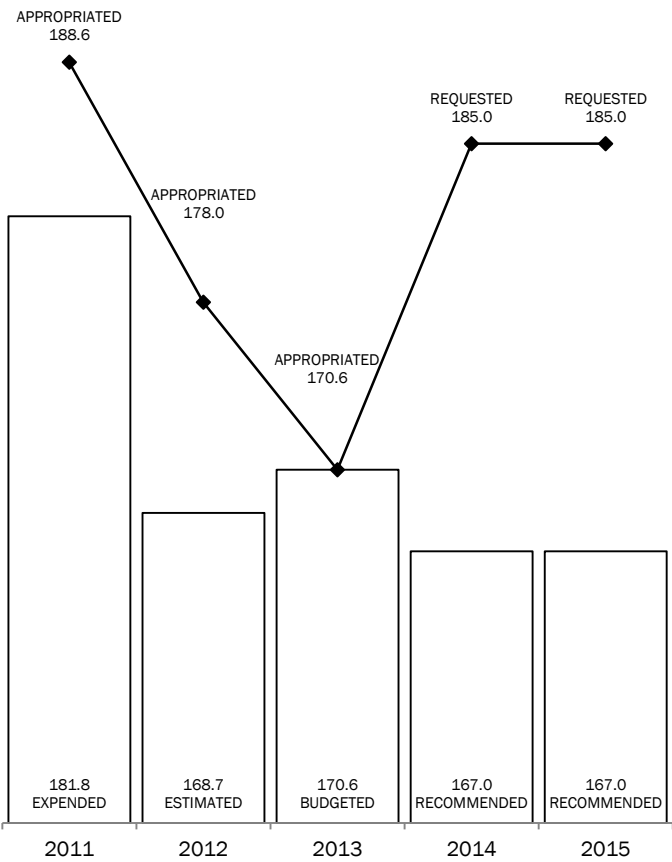 APPROPRIATED
188.6
REQUESTED
185.0
REQUESTED
185.0
APPROPRIATED
178.0
APPROPRIATED
170.6
181.8
EXPENDED
168.7
ESTIMATED
170.6
BUDGETED
167.0
RECOMMENDED
167.0
RECOMMENDED
2011
2012
2013
2014
2015